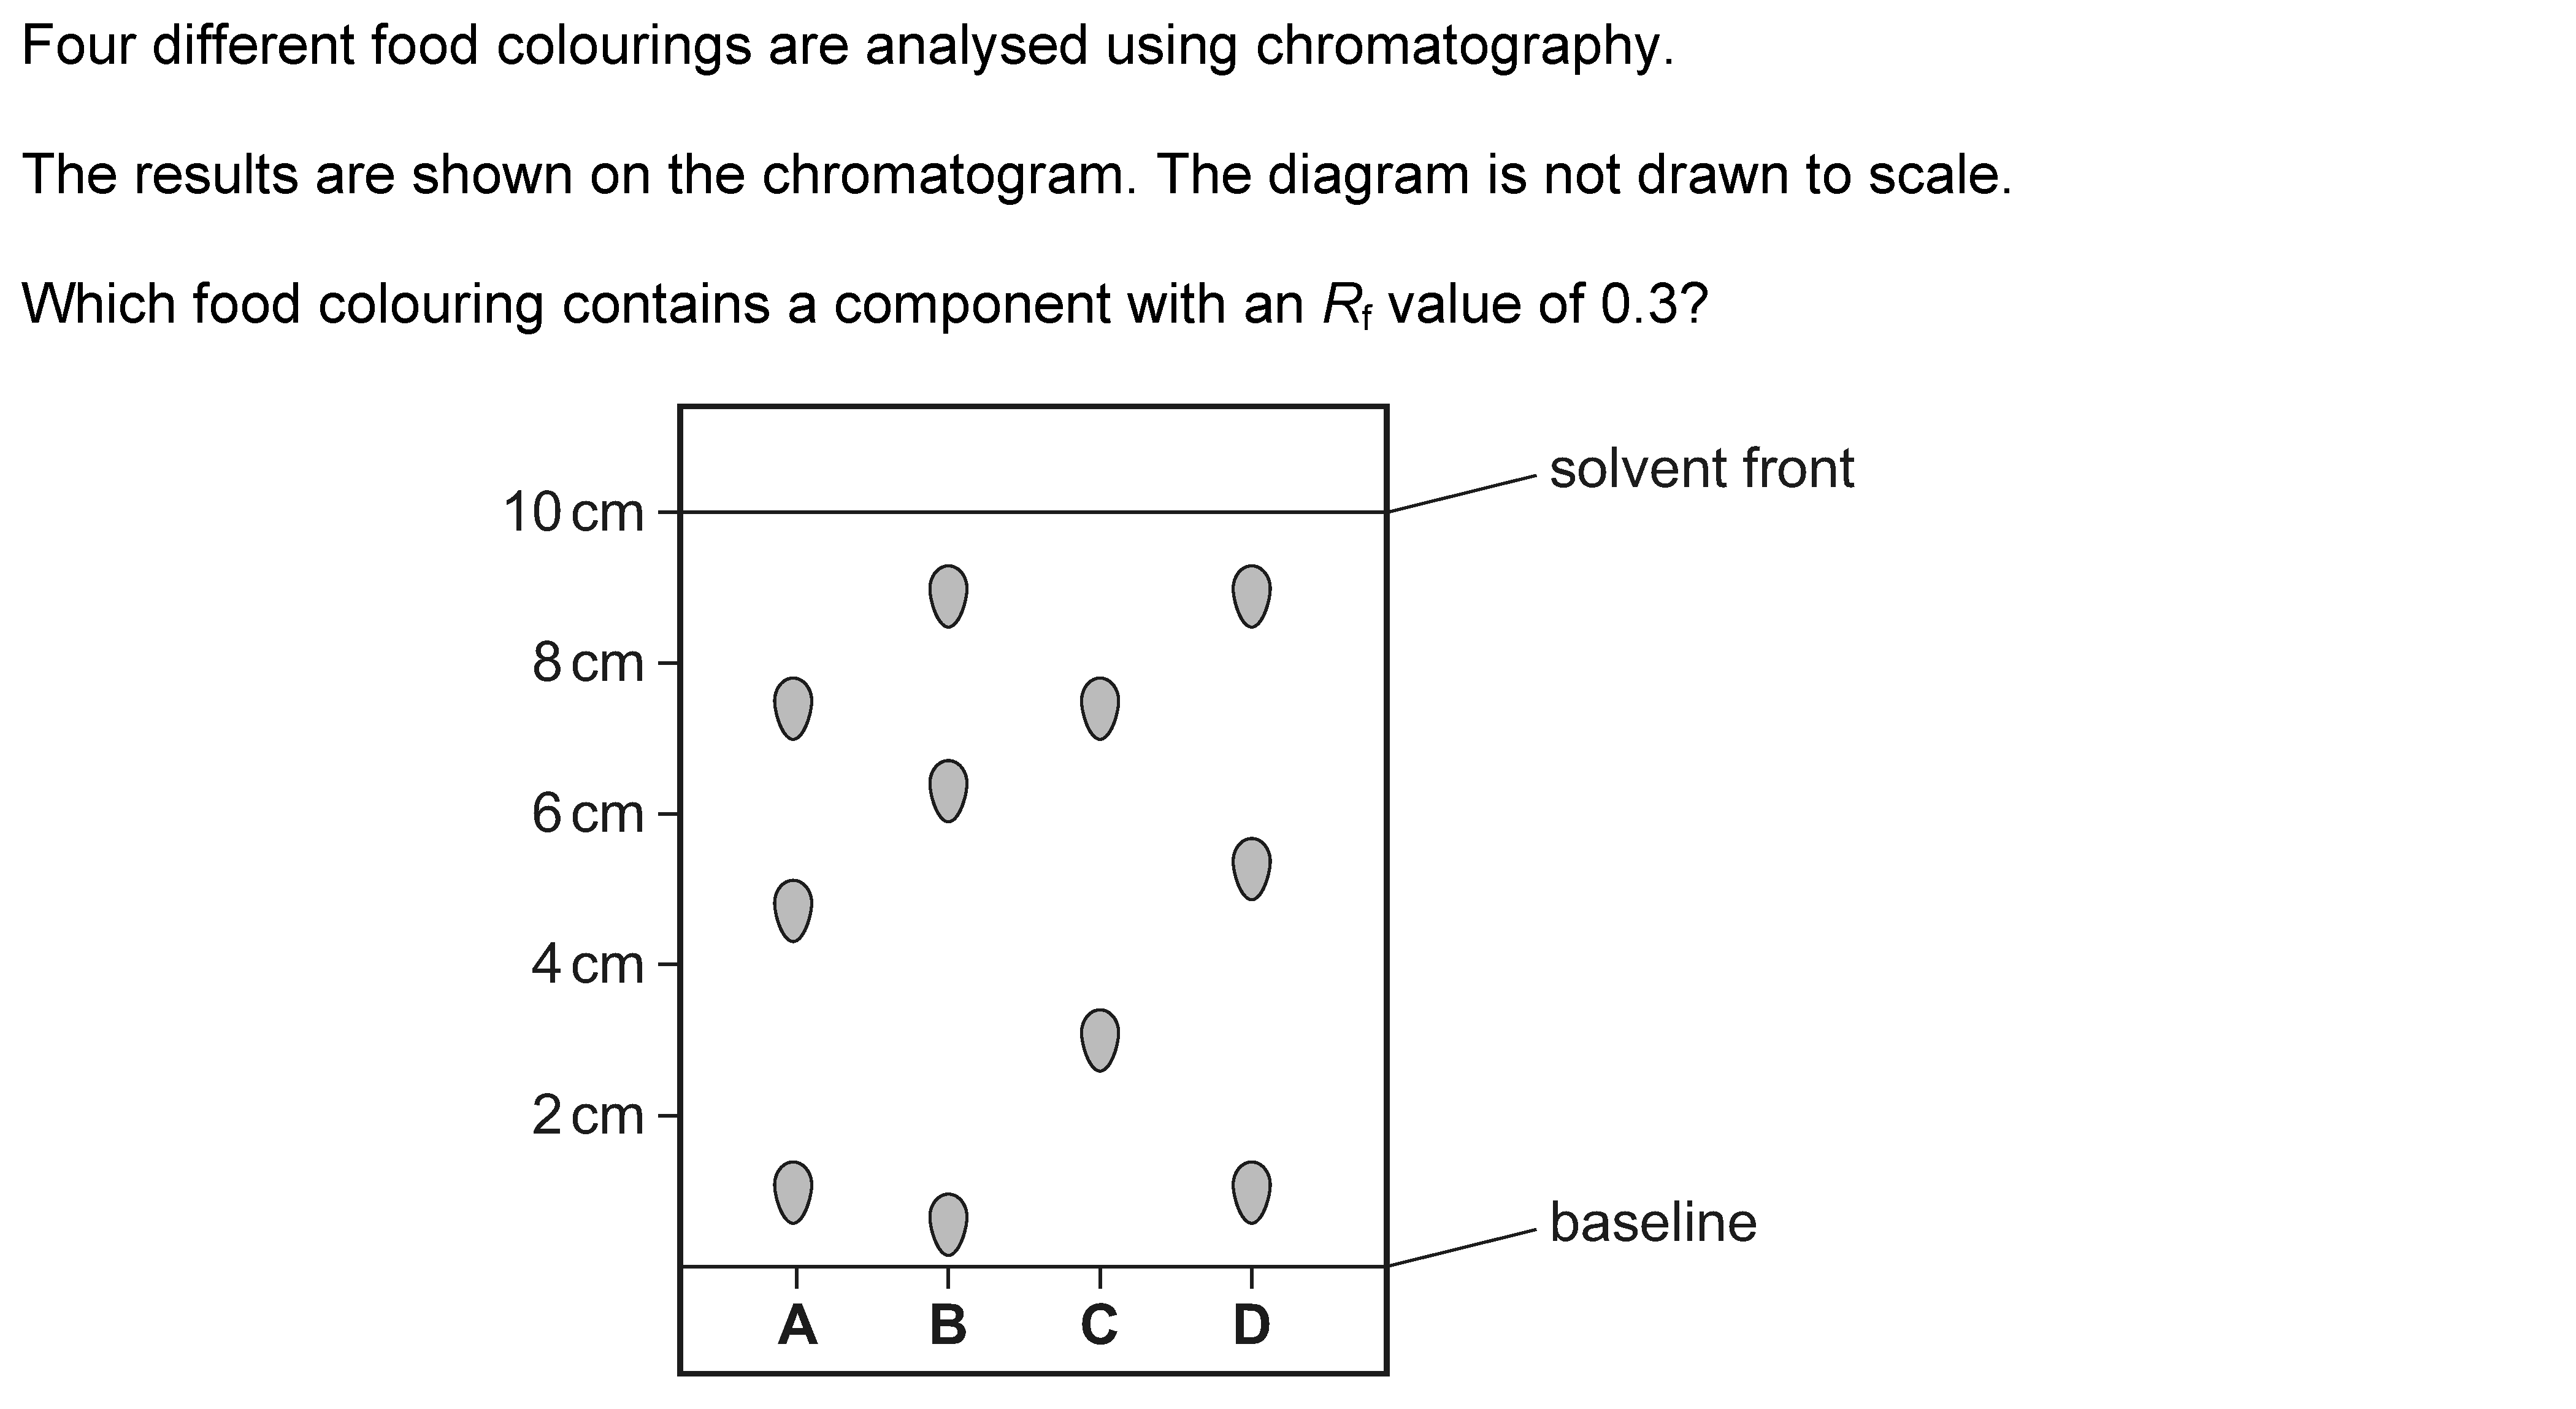 Four different food colourings are analysed using chromatography.
The results are shown on the chromatogram. The diagram is not drawn to scale.
Which food colouring contains a component with an Rf value of 0.3?
solvent front
10 cm
8 cm
6 cm
4 cm
2 cm
baseline
A B C D